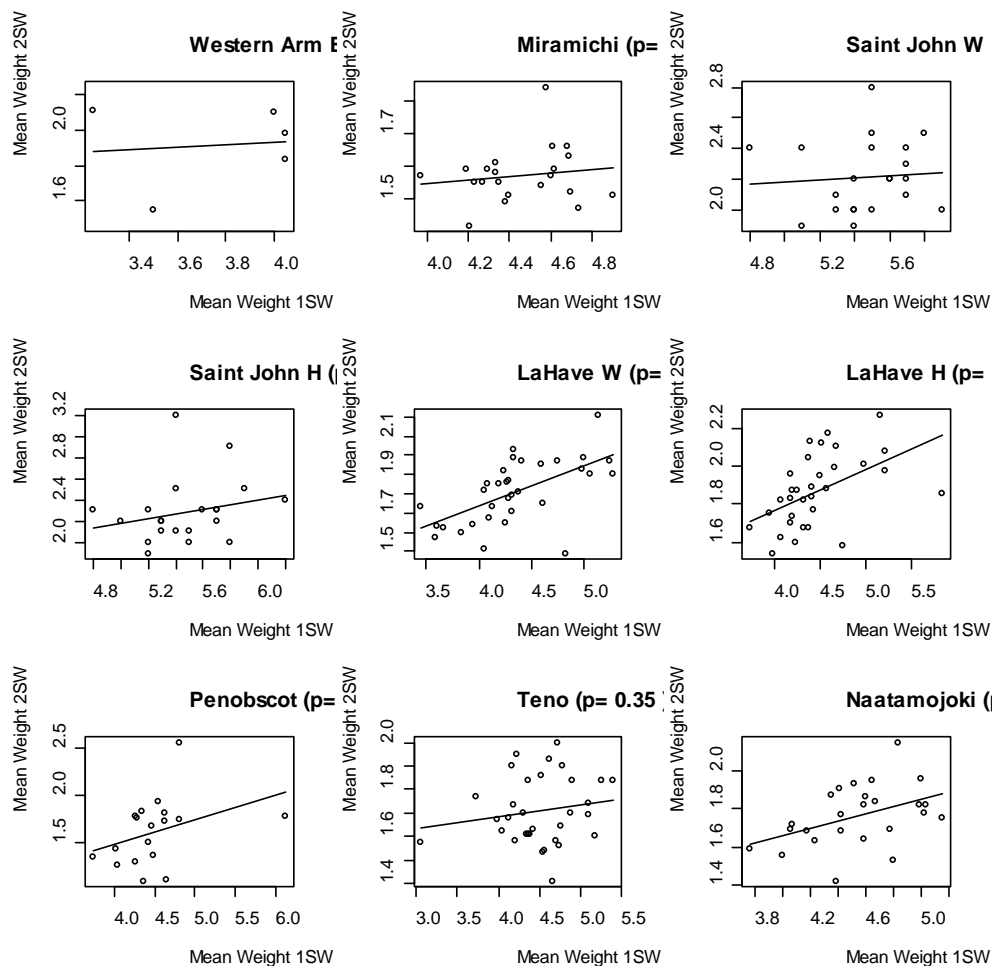 Western Arm
Mean Weight 2SW
2.0
1.6
3.4 3.6 3.8 4.0
Mean Weight 1SW
Miramichi (p=
Mean Weight 2SW
1.7
1.5
4.0 4.2 4.4 4.6 4.8
Mean Weight 1SW
Saint John W
Mean Weight 2SW
2.8
2.4
2.0
4.8 5.2 5.6
Mean Weight 1SW
Saint John H (
Mean Weight 2SW
3.2
2.8
2.4
2.0
4.8 5.2 5.6 6.0
Mean Weight 1SW
LaHave W (p=
Mean Weight 2SW
2.1
1.9
1.7
1.5
3.5 4.0 4.5 5.0
Mean Weight 1SW
LaHave H (p=
Mean Weight 2SW
2.2
2.0
1.8
1.6
4.0 4.5 5.0 5.5
Mean Weight 1SW
Penobscot (p=
Mean Weight 2SW
2.5
2.0
1.5
4.0 4.5 5.0 5.5 6.0
Mean Weight 1SW
Teno (p= 0.35
Mean Weight 2SW
2.0
1.8
1.6
1.4
3.0 3.5 4.0 4.5 5.0 5.5
Mean Weight 1SW
Naatamojoki (
Mean Weight 2SW
2.0
1.8
1.6
1.4
3.8 4.2 4.6 5.0
Mean Weight 1SW